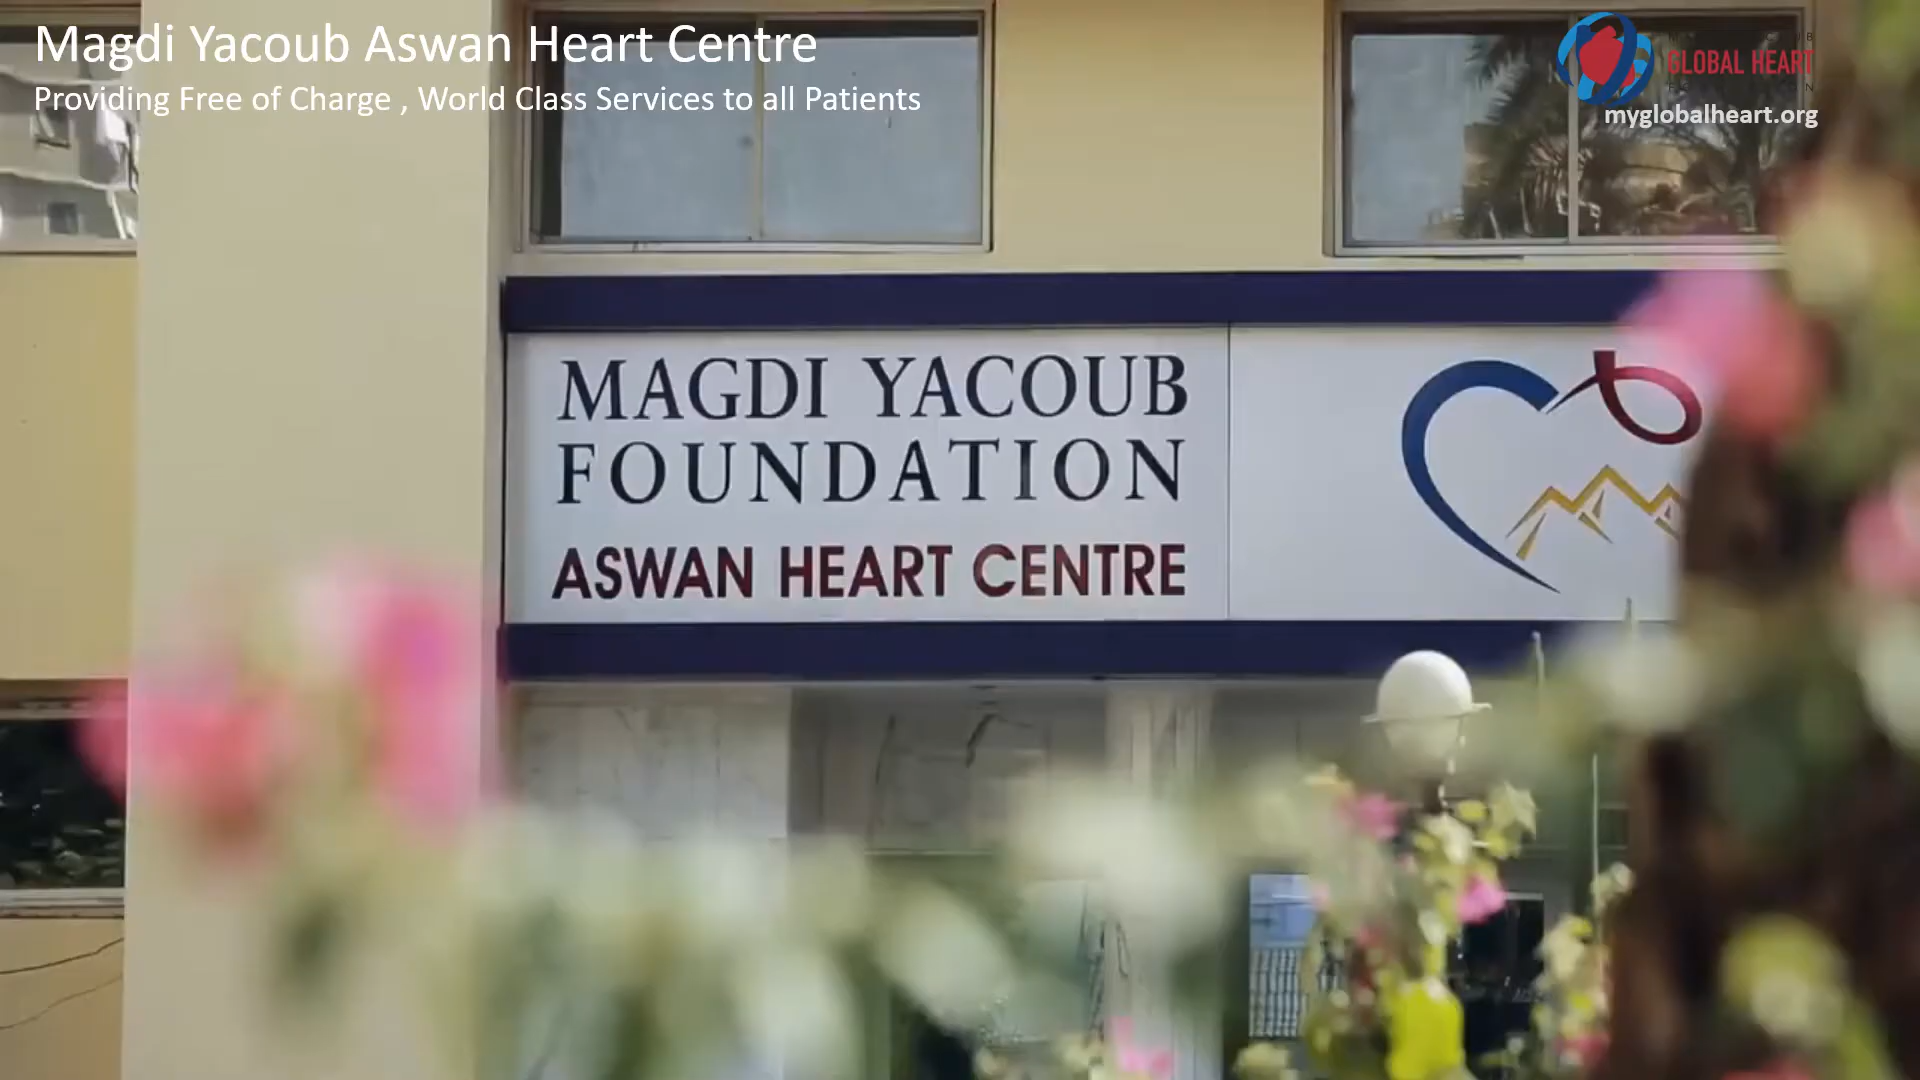 Magdi Yacoub Aswan Heart Centre
Providing Free of Charge , World Class Services to all Patients
GLOBAL HEART
myglobalheart.org
MAGDI YACOUB
FOUNDATION
ASWAN HEART CENTRE